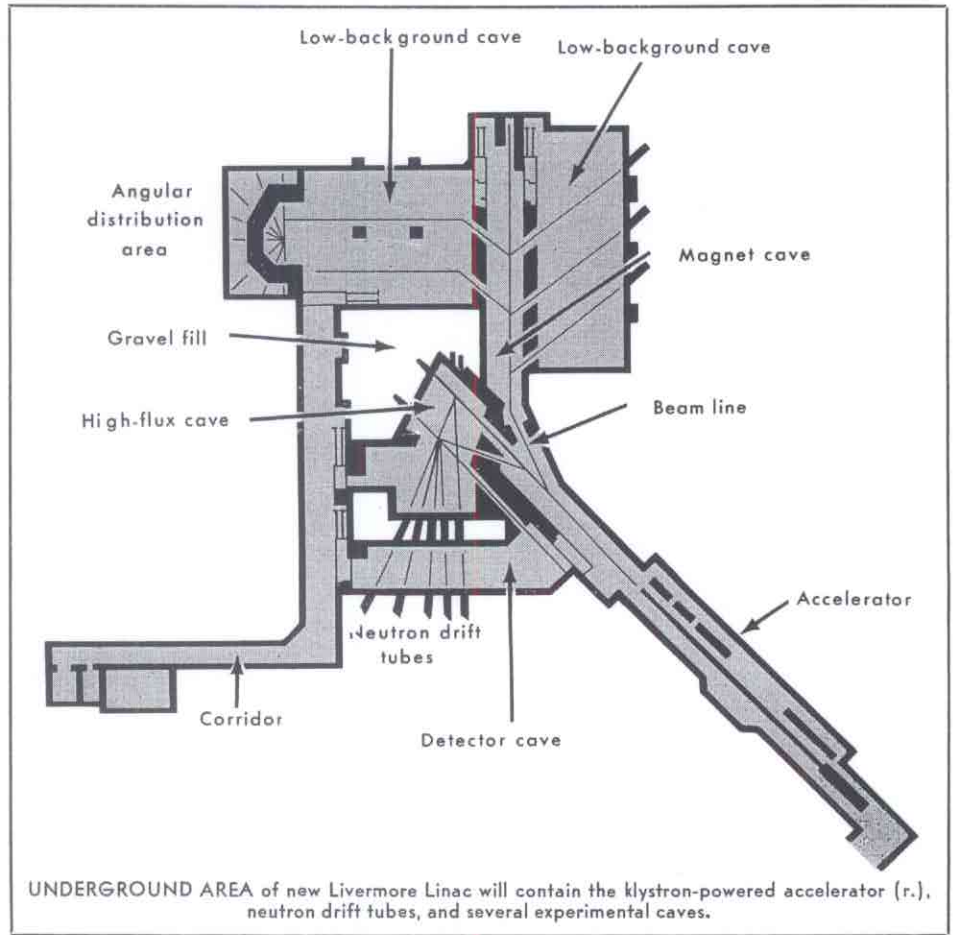 Low-background cave
Low-background cave
Angular
distribution
area
Magnet cave
Gravel fill
High-flux cave
Beam line
Accelerator
Neutron drift
tubes
Corridor
Detector cave
UNDERGROUND AREA of new Livermore Linac will contain the klystron-powered accelerator (r.),
neutron drift tubes, and several experimental caves.